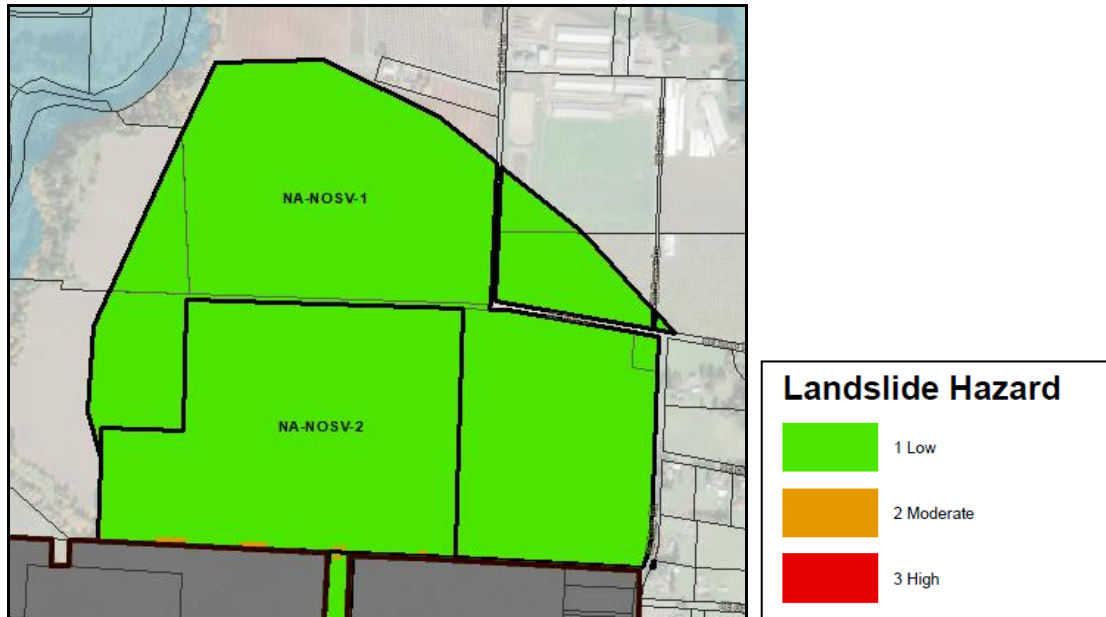 NA-NOSV-1
NA-NOSV-2
Landslide Hazard
1 Low
2 Moderate
3 High